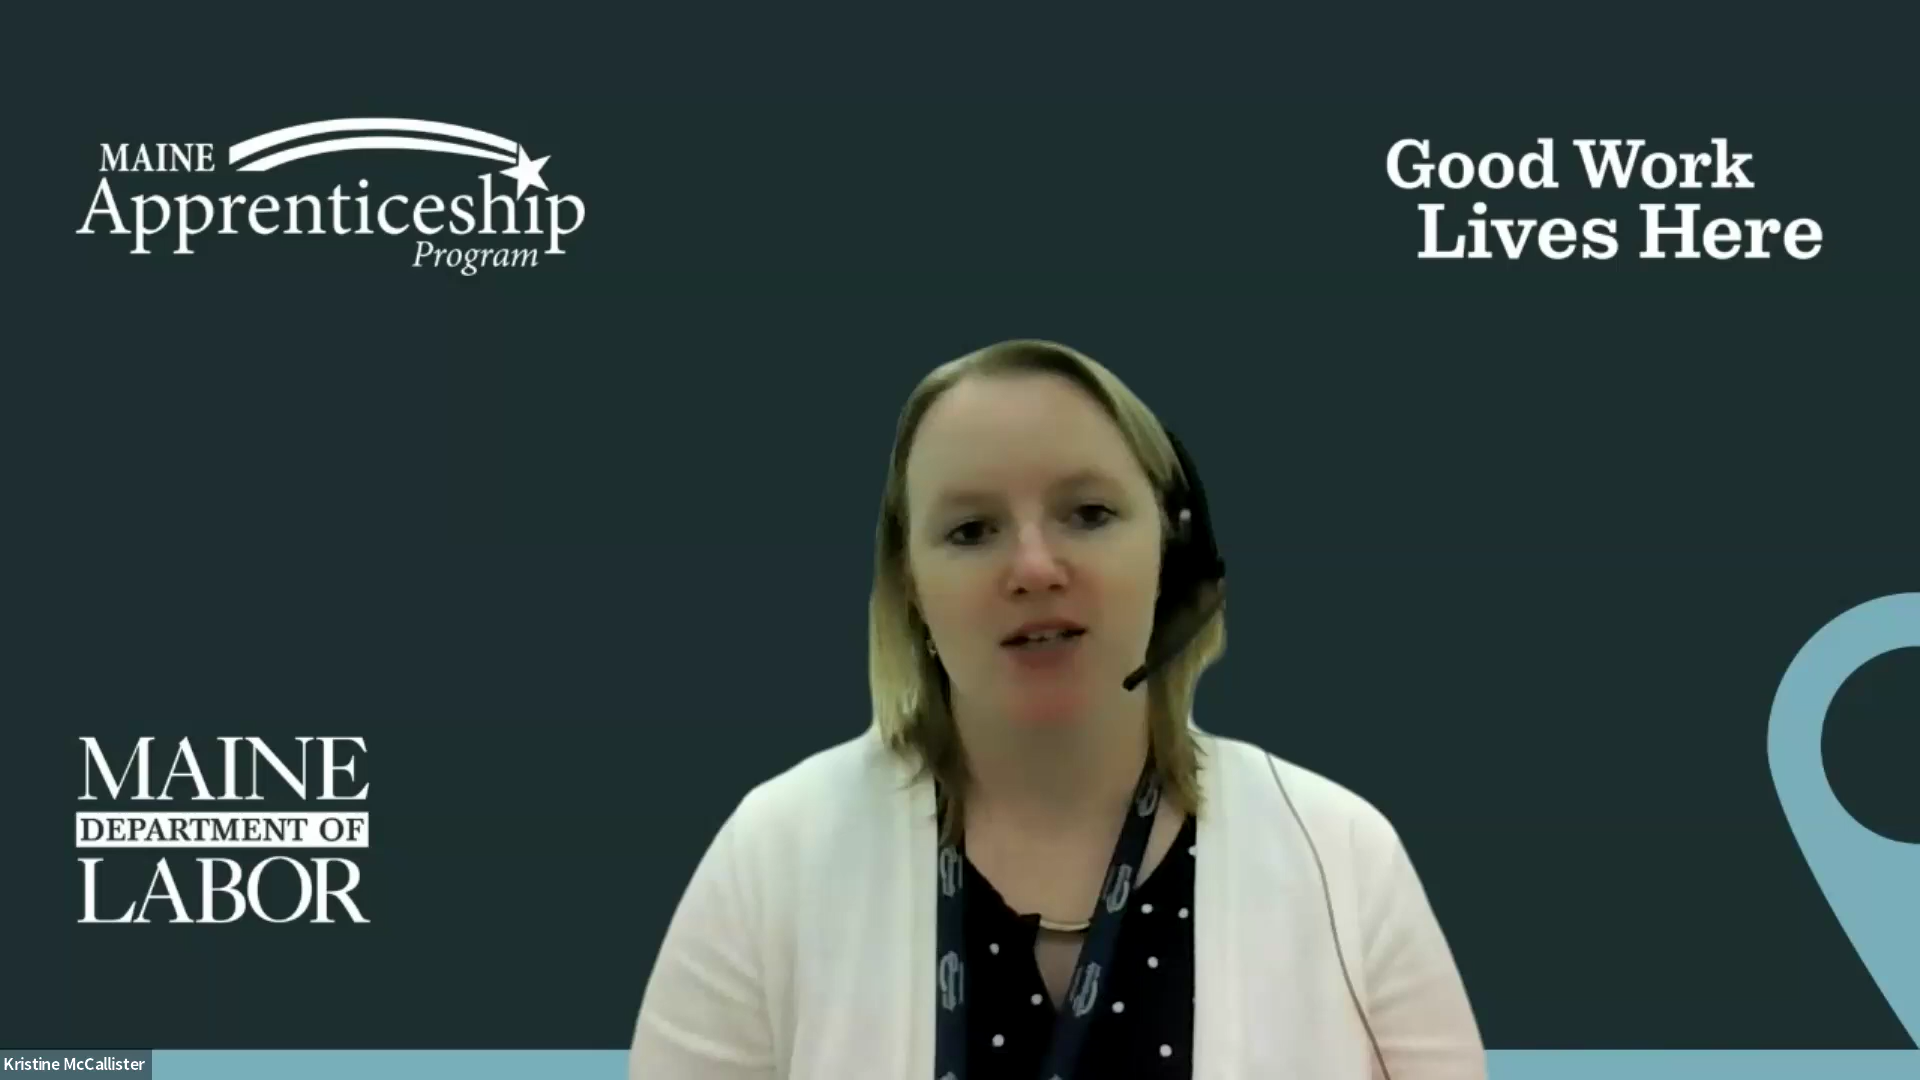 MAINE
Apprenticeship
Program
Good Work
Lives Here
MAINE
DEPARTMENT OF
LABOR
Kristine McCallister